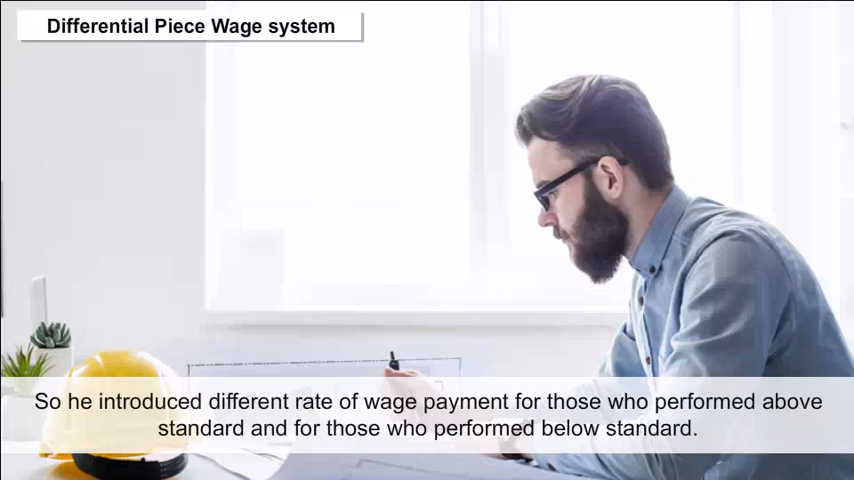 Differential Piece Wage system
So he introduced different rate of wage payment for those who performed above
standard and for those who performed below standard.